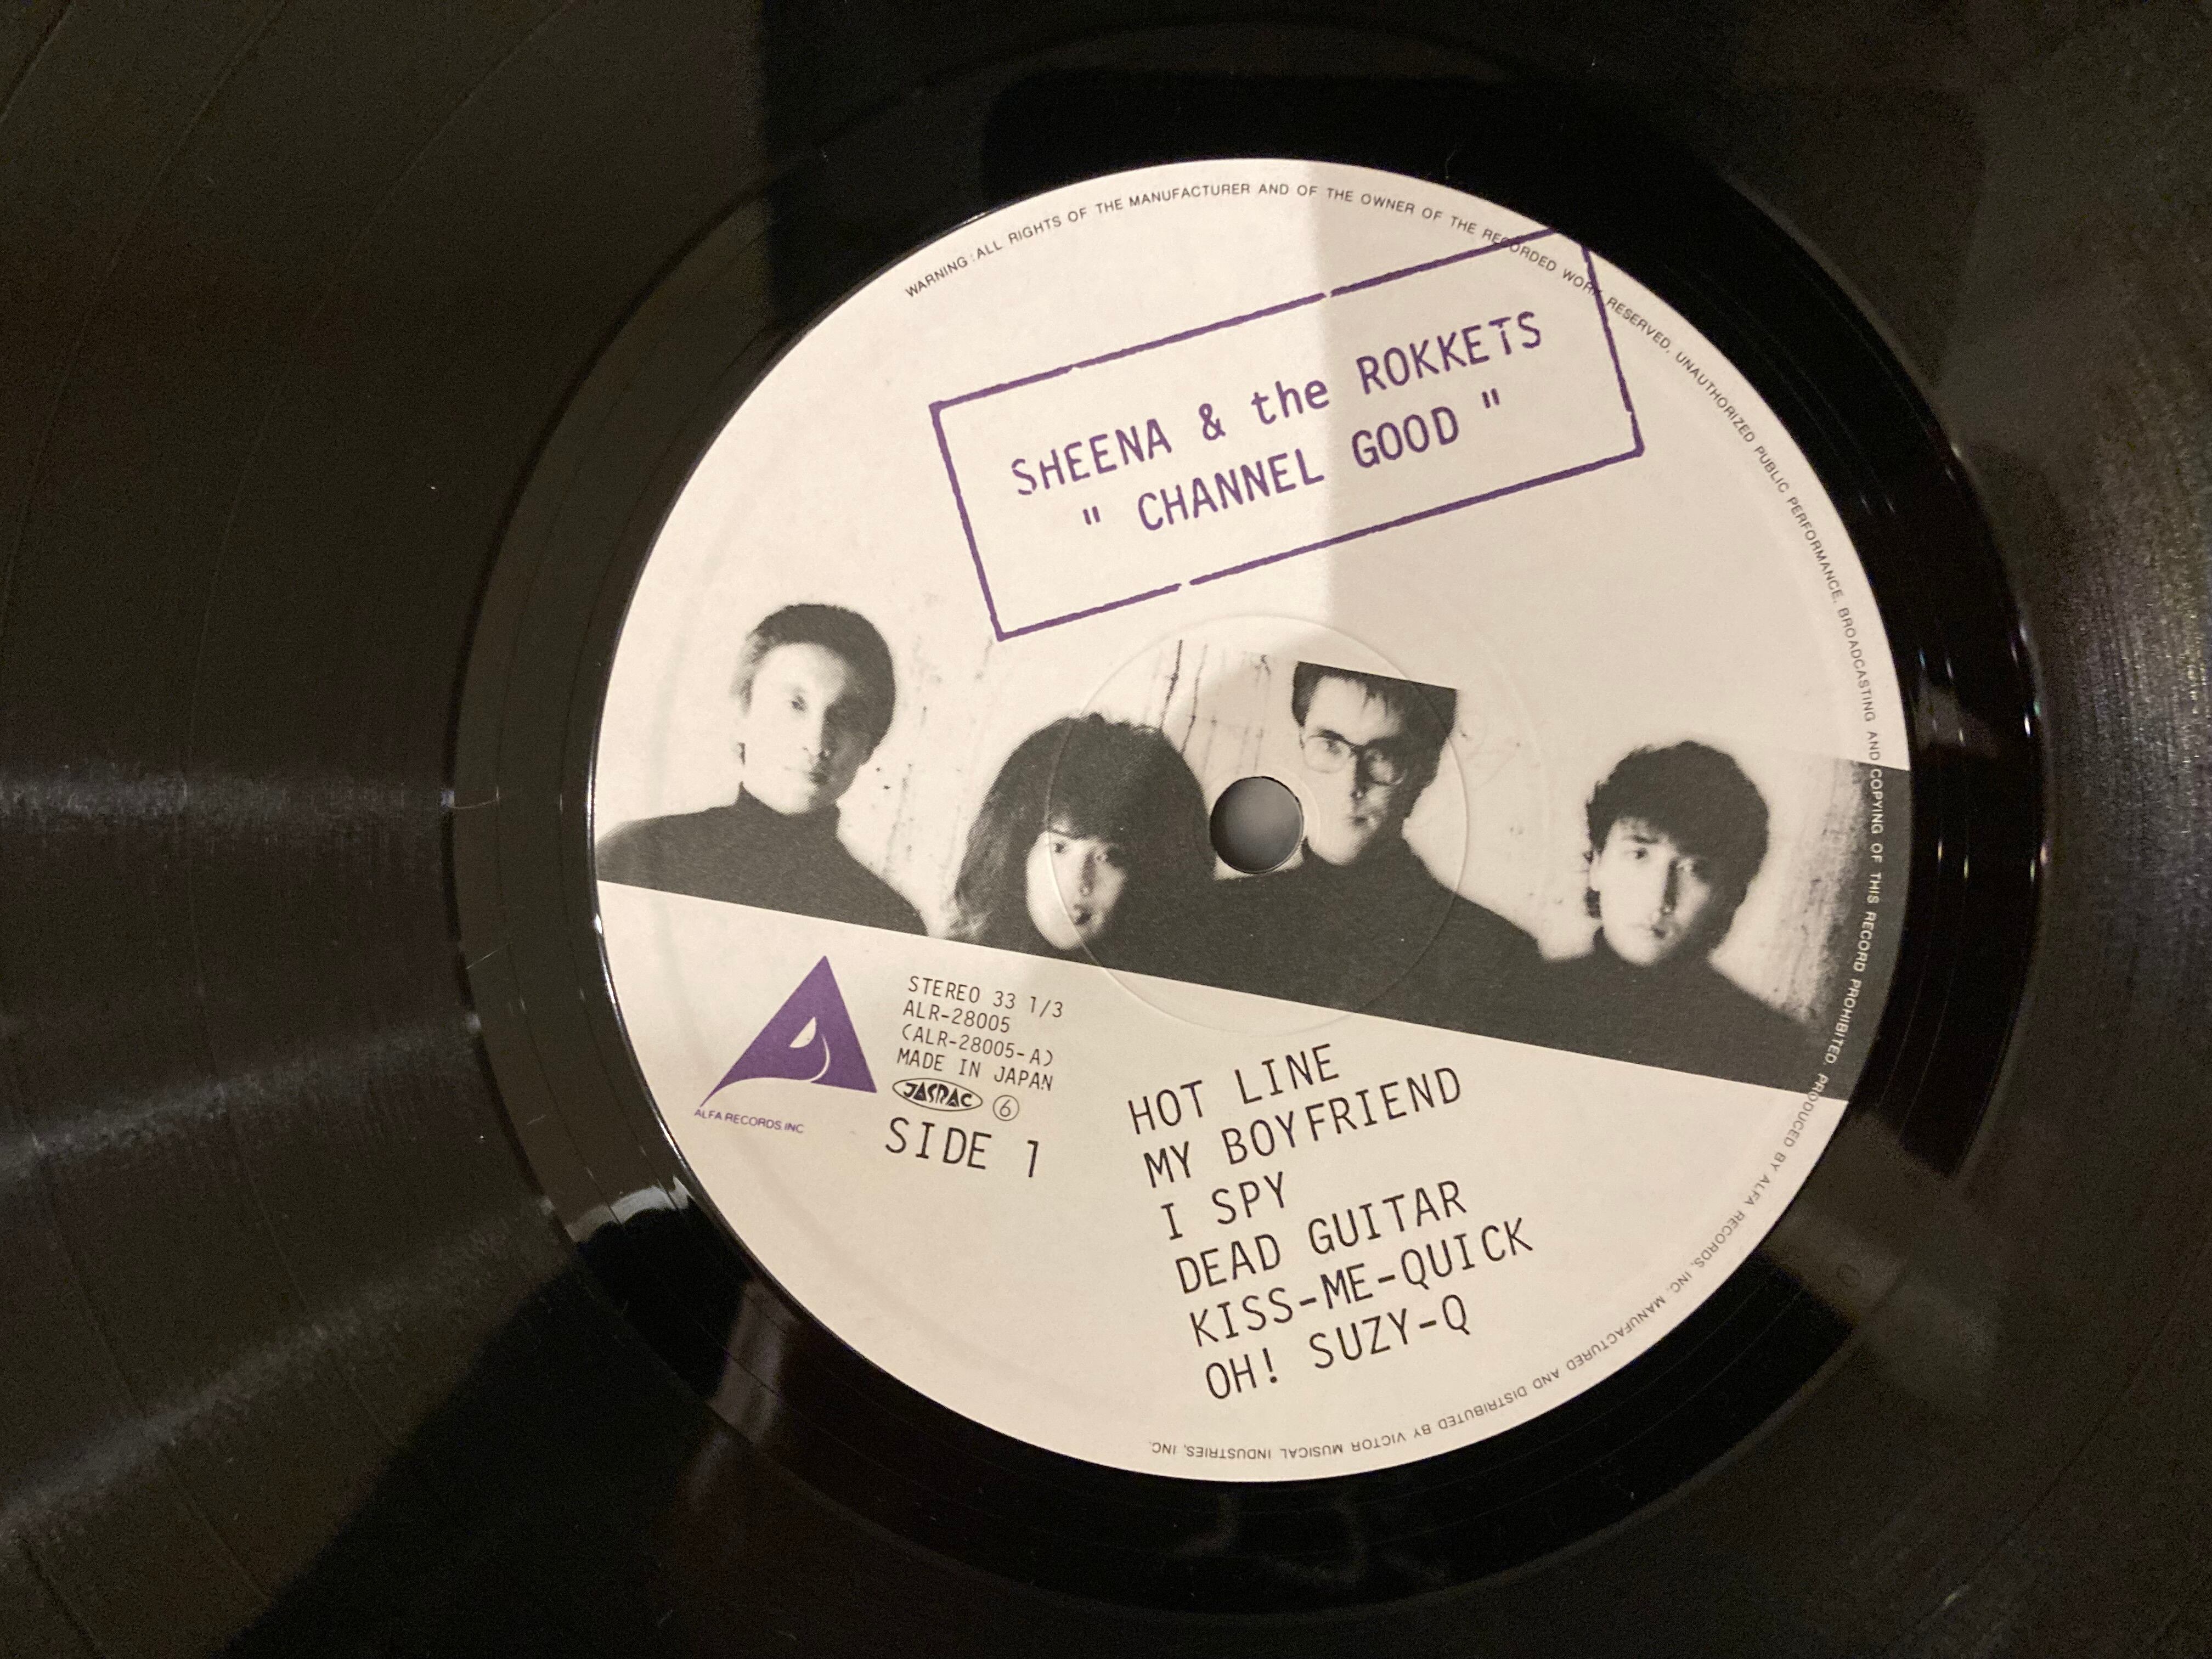 WARNING : ALL RIGHTS OF THE MANUFACTURER AND OF THE OWNER OF THE RECORDED WORK RESERVED. UNAUTHORIZED PUBLIC PERFORMANCE, BROADCASTING AND COPYING OF THIS RECORD PROHIBITED. PRODUCED BY ALFA RECORDS, INC. MANUFACTURED AND DISTRIBUTED BY VICTOR MUSICAL INDUSTRIES, INC.
SHEENA & the ROKKETS
" CHANNEL GOOD "
ALFA RECORDS. INC
STEREO 33 1/3
ALR-28005
(ALR-28005-A)
MADE IN JAPAN
JASRAC ⑥
SIDE 1
HOT LINE
MY BOYFRIEND
I SPY
DEAD GUITAR
KISS-ME-QUICK
OH! SUZY-Q